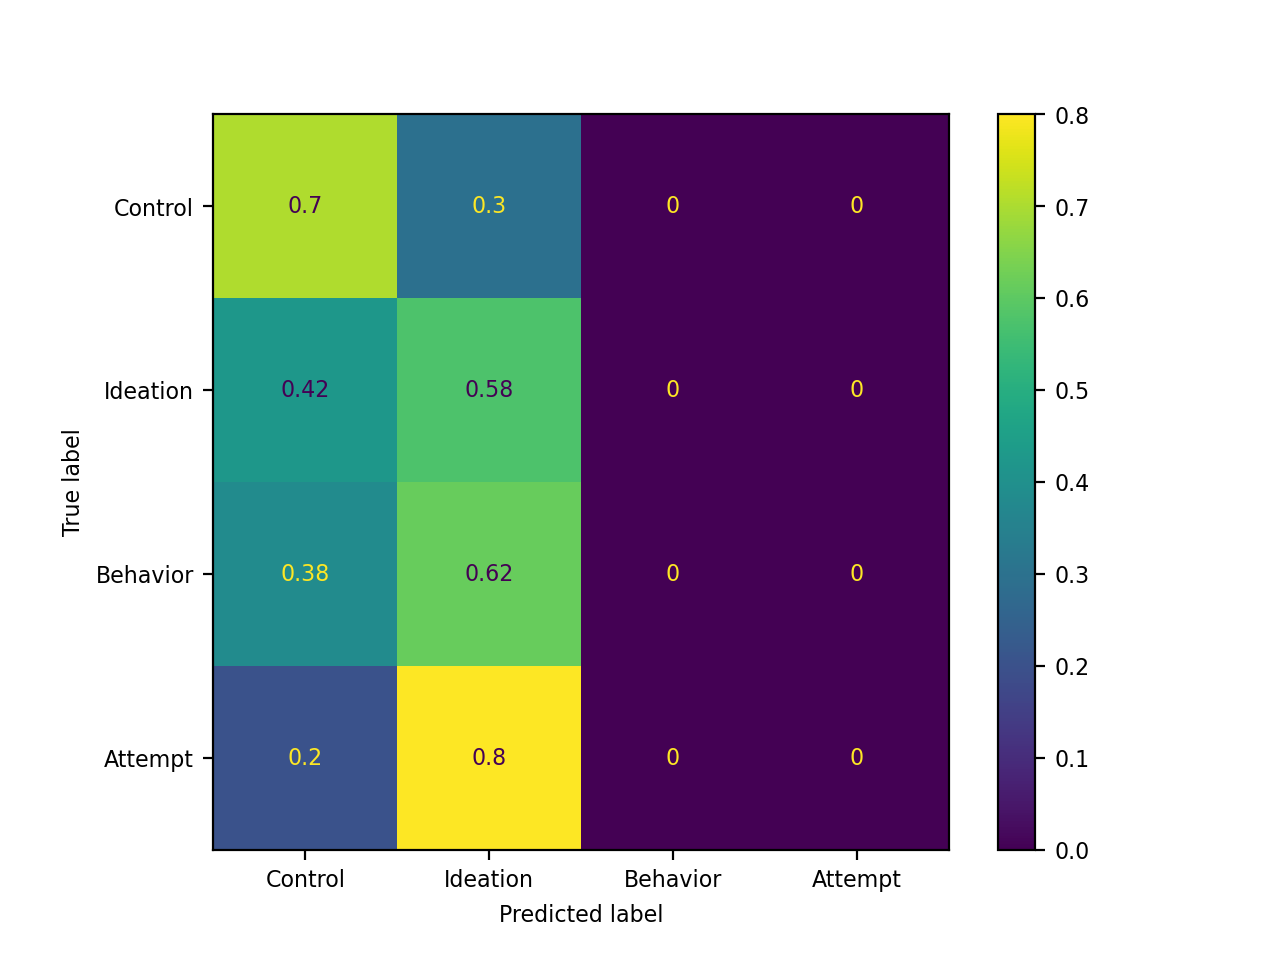 Control 0.7 0.3 0 0
Ideation 0.42 0.58 0 0
Behavior 0.38 0.62 0 0
Attempt 0.2 0.8 0 0
True label
Control Ideation Behavior Attempt
Predicted label
0.8
0.7
0.6
0.5
0.4
0.3
0.2
0.1
0.0